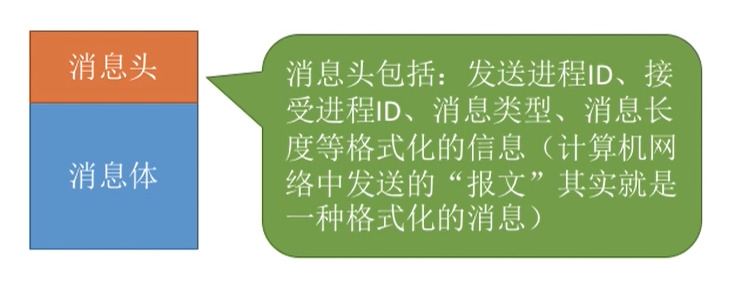 消息头
消息体
消息头包括：发送进程ID、接
受进程ID、消息类型、消息长
度等格式化的信息（计算机网
络中发送的“报文”其实就是
一种格式化的消息）